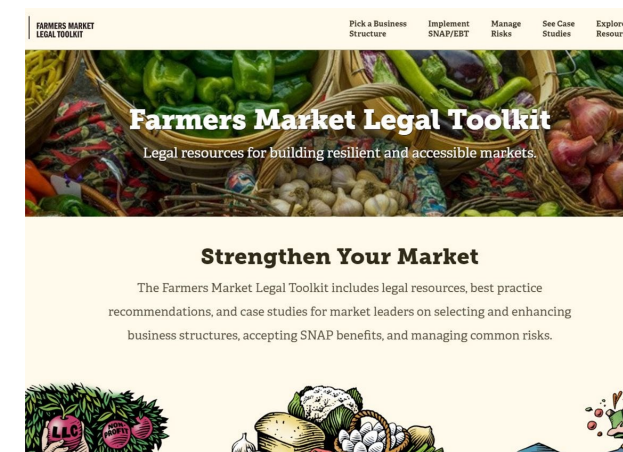 FARMERS MARKET
LEGAL TOOLKIT
Pick a Business
Structure
Implement
SNAP/EBT
Manage
Risks
See Case
Studies
Explore
Farmers Market Legal Toolkit
Legal resources for building resilient and accessible markets.
Strengthen Your Market
The Farmers Market Legal Toolkit includes legal resources, best practice
recommendations, and case studies for market leaders on selecting and enhancing
business structures, accepting SNAP benefits, and managing common risks.
LLC
NON-
PROFIT